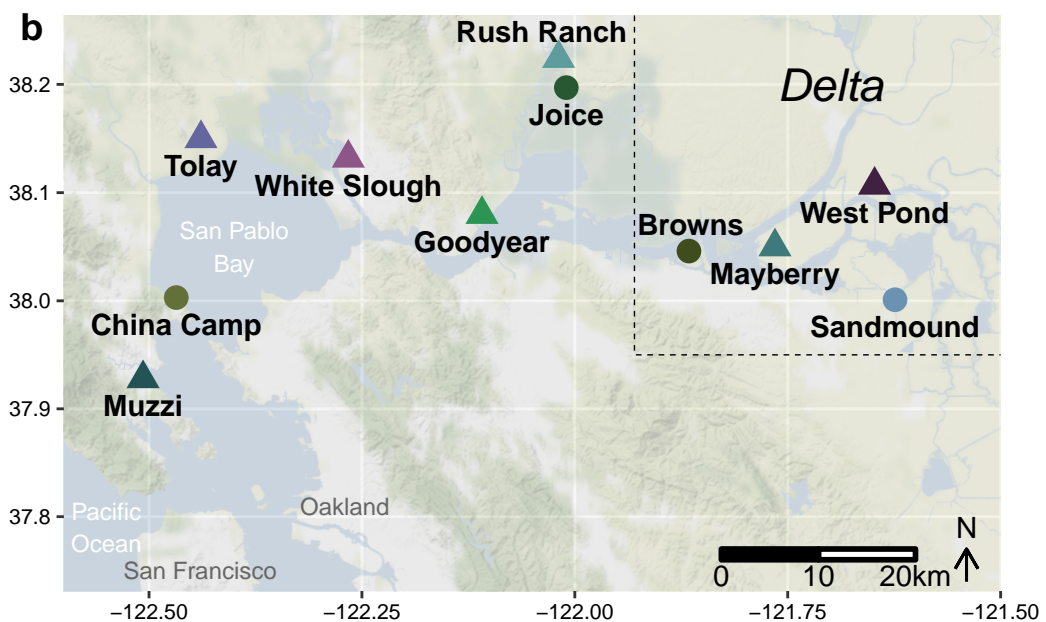 b
Rush Ranch
38.2
Delta
Joice
Tolay
White Slough
38.1
West Pond
San Pablo
Bay
Goodyear
Browns
Mayberry
38.0
China Camp
Sandmound
37.9
Muzzi
Oakland
37.8
Pacific
Ocean
San Francisco
N
0 10 20km
−122.50 −122.25 −122.00 −121.75 −121.50